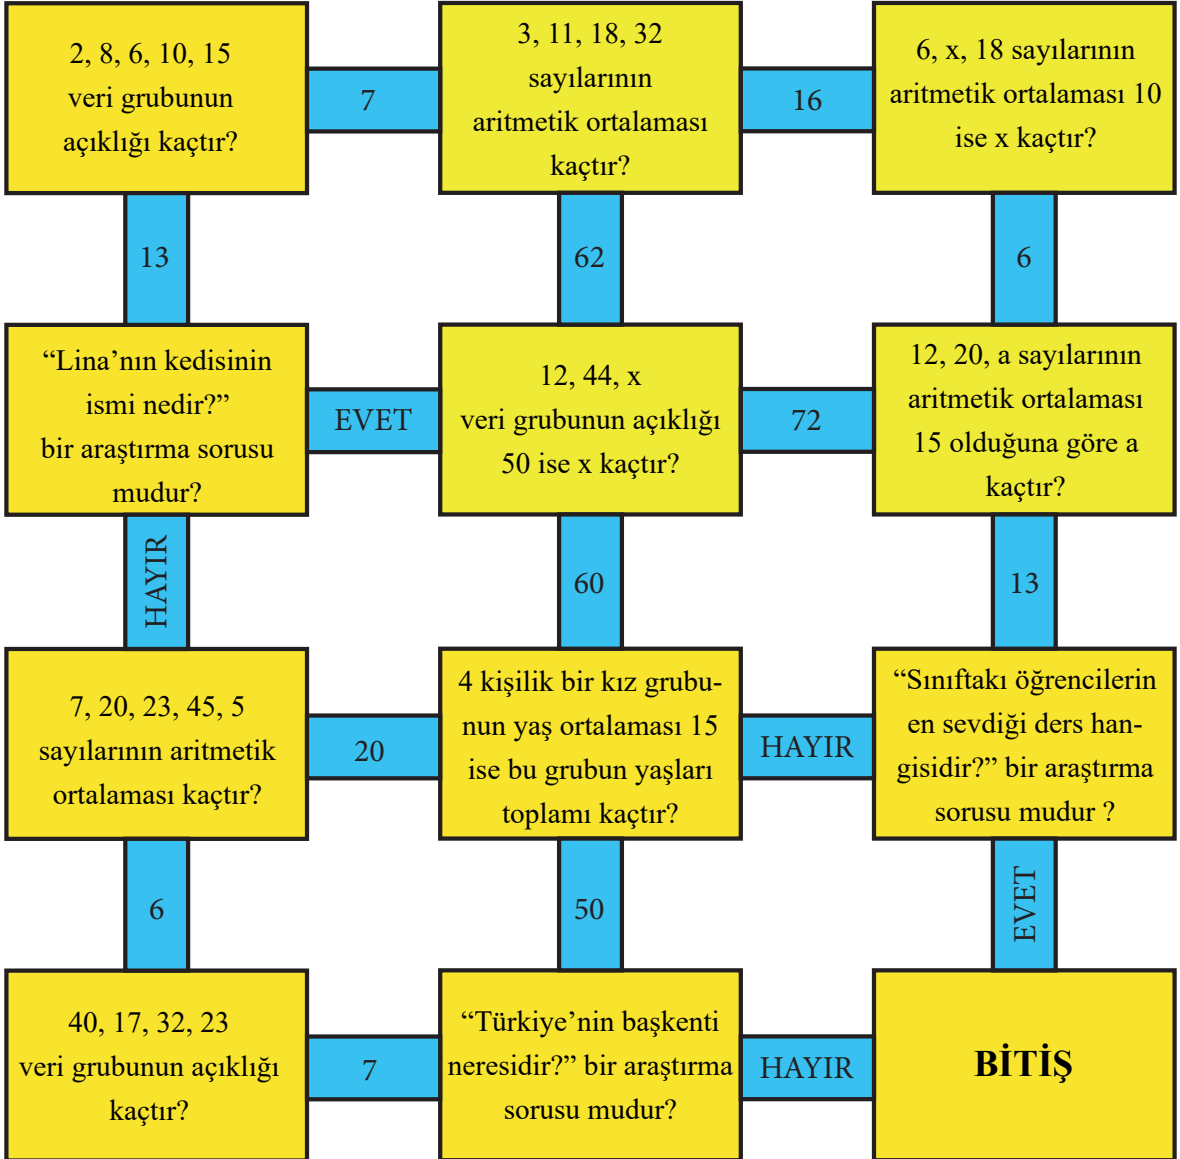 2, 8, 6, 10, 15
veri grubunun
açıklığı kaçtır?
7
3, 11, 18, 32
sayılarının
aritmetik ortalaması
kaçtır?
16
6, x, 18 sayılarının
aritmetik ortalaması 10
ise x kaçtır?
13
62
6
“Lina’nın kedisinin
ismi nedir?”
bir araştırma sorusu
mudur?
EVET
12, 44, x
veri grubunun açıklığı
50 ise x kaçtır?
72
12, 20, a sayılarının
aritmetik ortalaması
15 olduğuna göre a
kaçtır?
HAYIR
60
13
7, 20, 23, 45, 5
sayılarının aritmetik
ortalaması kaçtır?
20
4 kişilik bir kız grubu-
nun yaş ortalaması 15
ise bu grubun yaşları
toplamı kaçtır?
HAYIR
“Sınıftakı öğrencilerin
en sevdiği ders han-
gisidir?” bir araştırma
sorusu mudur ?
6
50
EVET
40, 17, 32, 23
veri grubunun açıklığı
kaçtır?
7
“Türkiye’nin başkenti
neresidir?” bir araştırma
sorusu mudur?
HAYIR
BİTİŞ